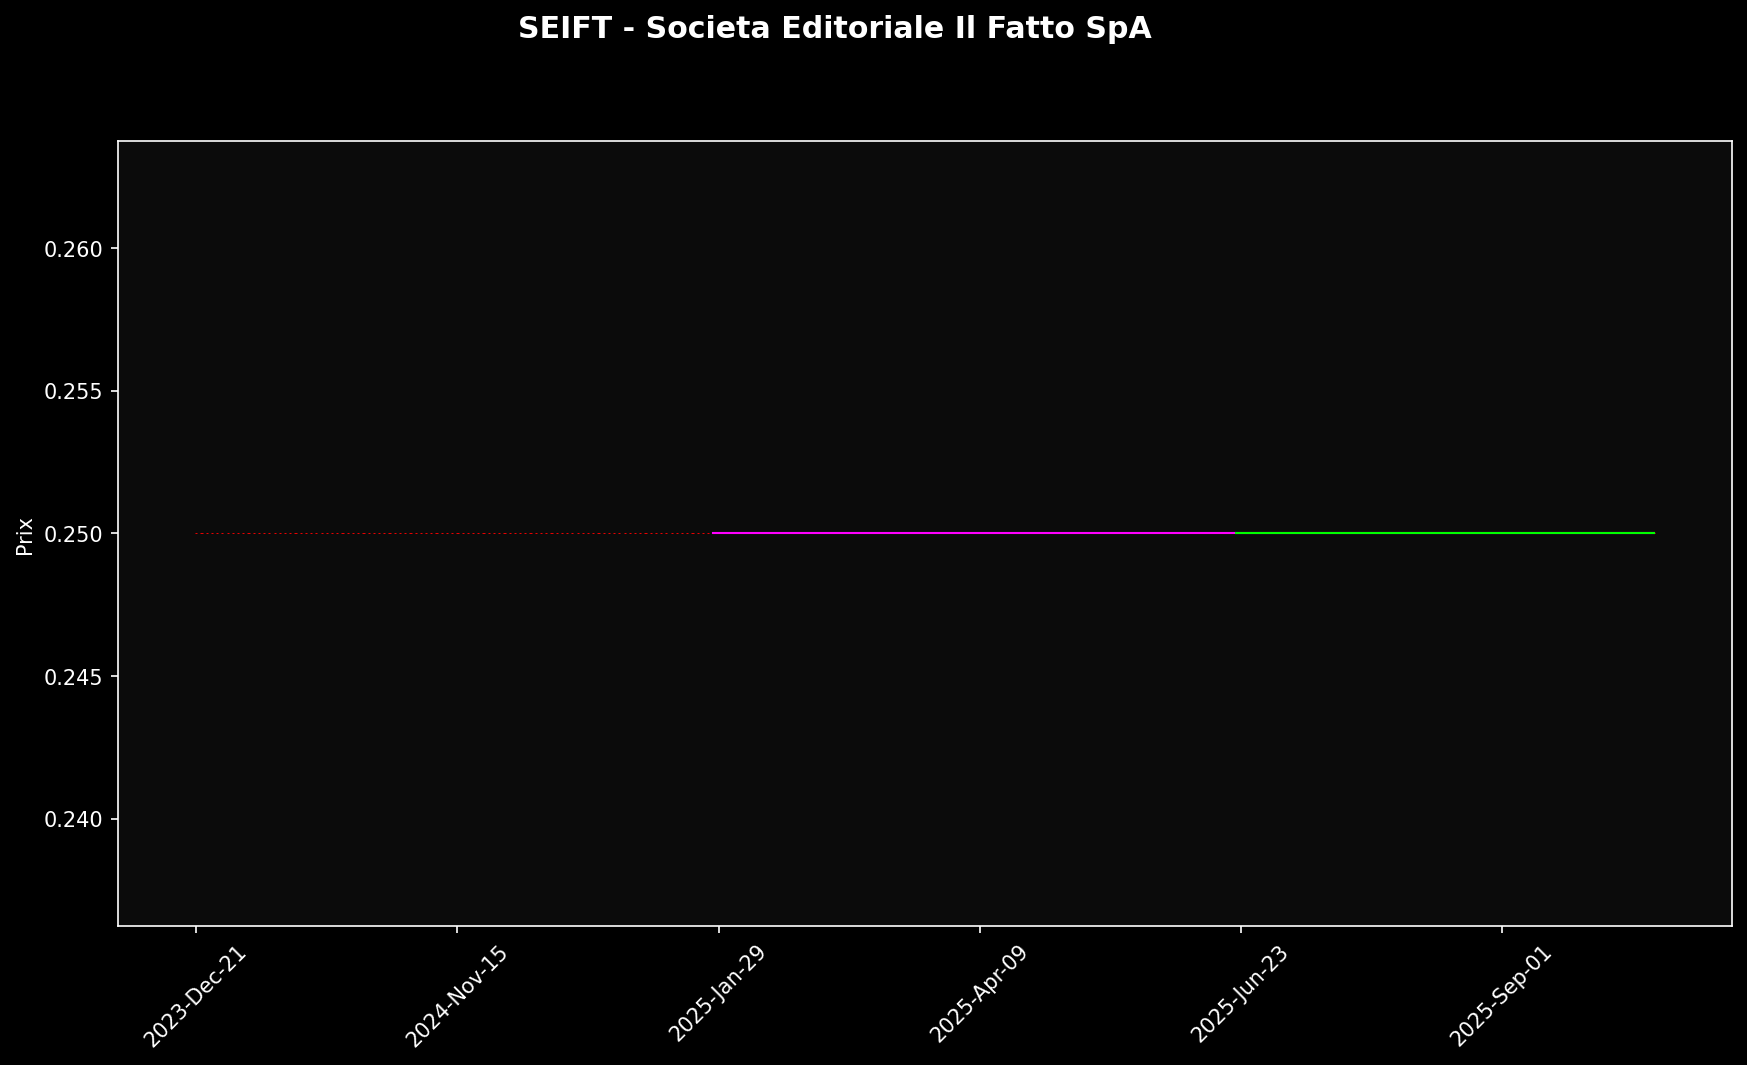 SEIFT - Societa Editoriale Il Fatto SpA
Prix
0.260
0.255
0.250
0.245
0.240
2023-Dec-21
2024-Nov-15
2025-Jan-29
2025-Apr-09
2025-Jun-23
2025-Sep-01